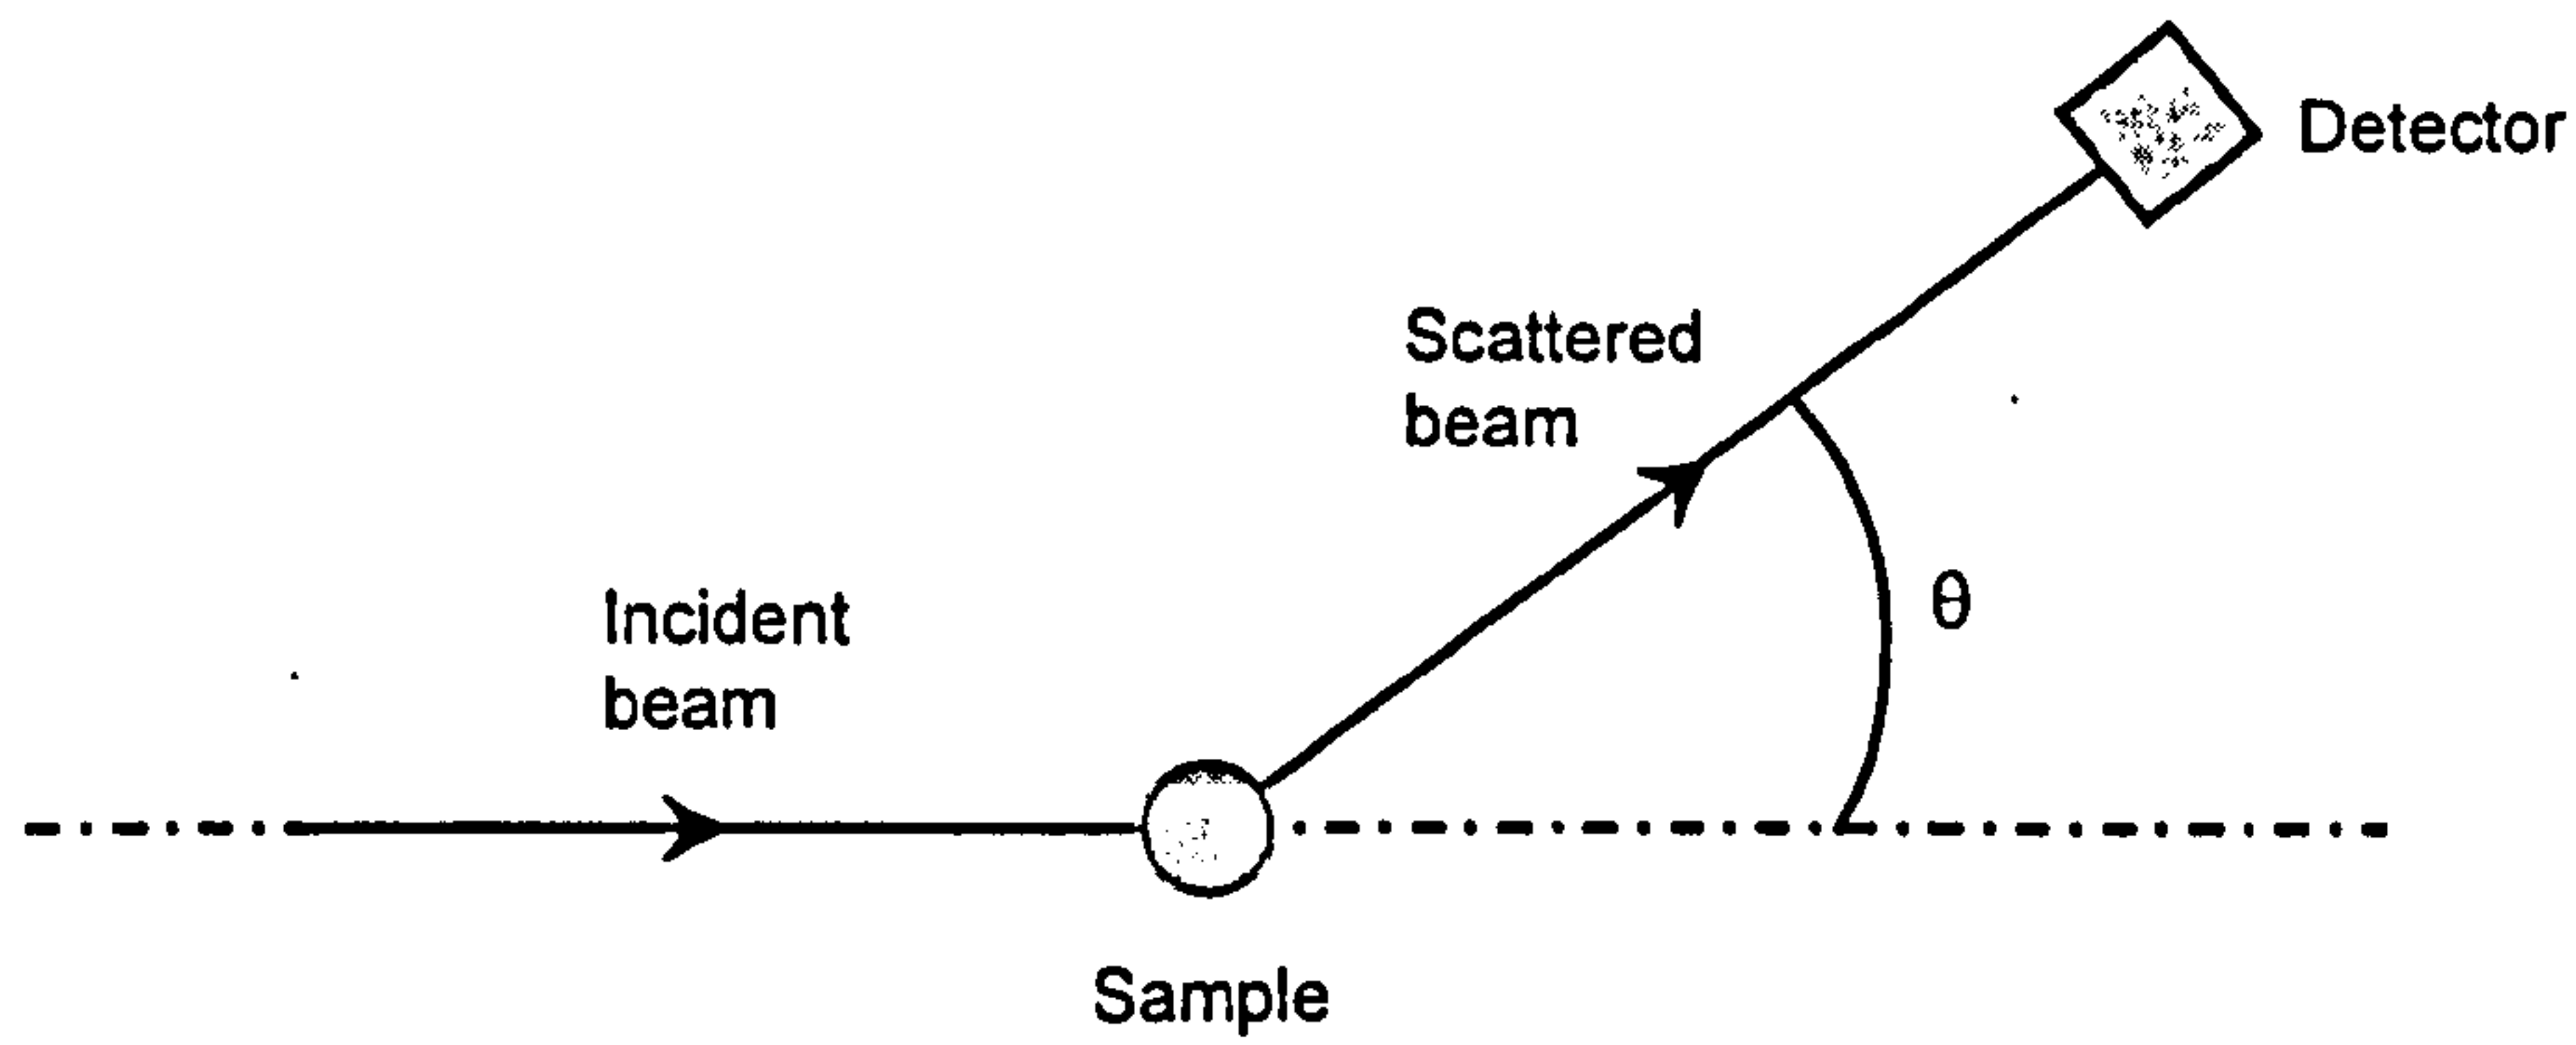 Detector
Scattered
beam
θ
Incident
beam
Sample